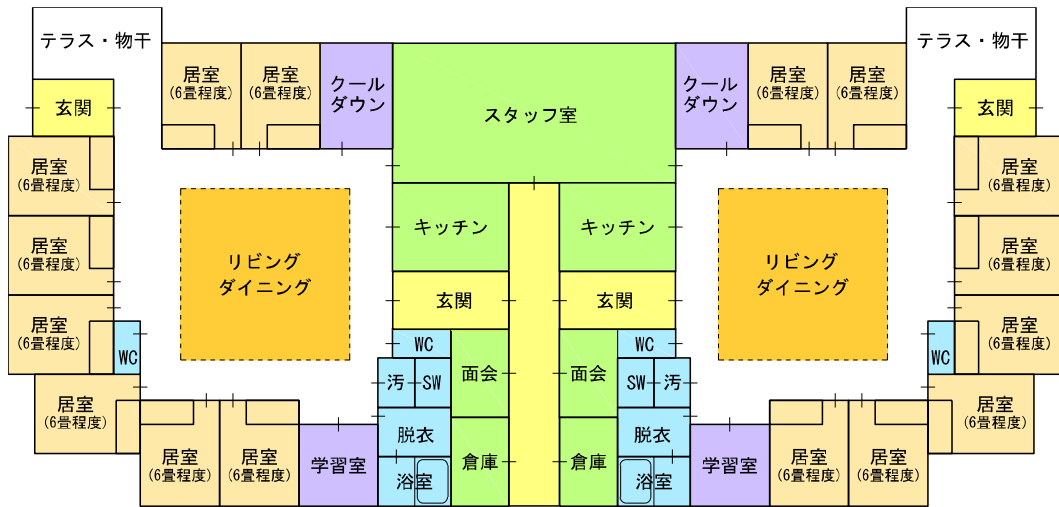 テラス・物干
テラス・物干
居室
(6畳程度)
居室
(6畳程度)
クール
ダウン
スタッフ室
クール
ダウン
居室
(6畳程度)
居室
(6畳程度)
玄関
玄関
居室
(6畳程度)
居室
(6畳程度)
キッチン
キッチン
居室
(6畳程度)
リビング
ダイニング
リビング
ダイニング
居室
(6畳程度)
玄関
玄関
居室
(6畳程度)
WC
WC
WC
WC
居室
(6畳程度)
汚
SW
面会
面会
SW
汚
居室
(6畳程度)
居室
(6畳程度)
脱衣
脱衣
居室
(6畳程度)
居室
(6畳程度)
学習室
倉庫
倉庫
学習室
居室
(6畳程度)
居室
(6畳程度)
浴室
浴室